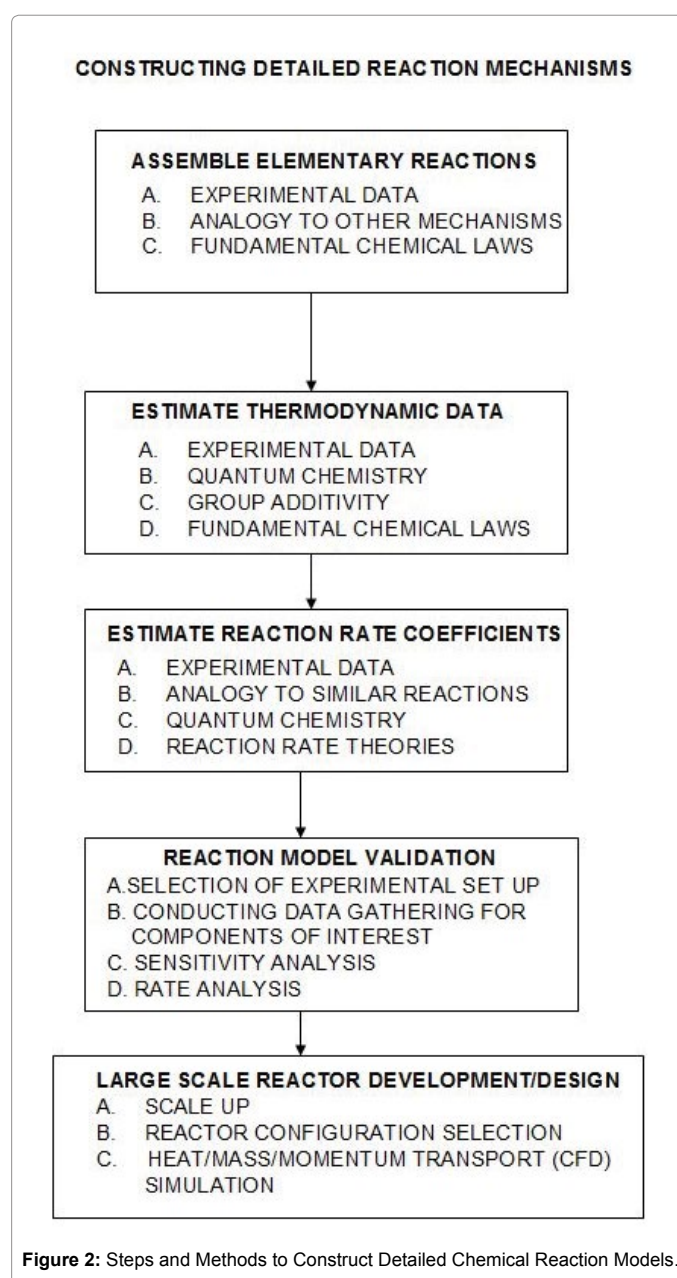 CONSTRUCTING DETAILED REACTION MECHANISMS
ASSEMBLE ELEMENTARY REACTIONS
A. EXPERIMENTAL DATA
B. ANALOGY TO OTHER MECHANISMS
C. FUNDAMENTAL CHEMICAL LAWS
ESTIMATE THERMODYNAMIC DATA
A. EXPERIMENTAL DATA
B. QUANTUM CHEMISTRY
C. GROUP ADDITIVITY
D. FUNDAMENTAL CHEMICAL LAWS
ESTIMATE REACTION RATE COEFFICIENTS
A. EXPERIMENTAL DATA
B. ANALOGY TO SIMILAR REACTIONS
C. QUANTUM CHEMISTRY
D. REACTION RATE THEORIES
REACTION MODEL VALIDATION
A.SELECTION OF EXPERIMENTAL SET UP
B. CONDUCTING DATA GATHERING FOR
COMPONENTS OF INTEREST
C. SENSITIVITY ANALYSIS
D. RATE ANALYSIS
LARGE SCALE REACTOR DEVELOPMENT/DESIGN
A. SCALE UP
B. REACTOR CONFIGURATION SELECTION
C. HEAT/MASS/MOMENTUM TRANSPORT (CFD)
SIMULATION
Figure 2: Steps and Methods to Construct Detailed Chemical Reaction Models.